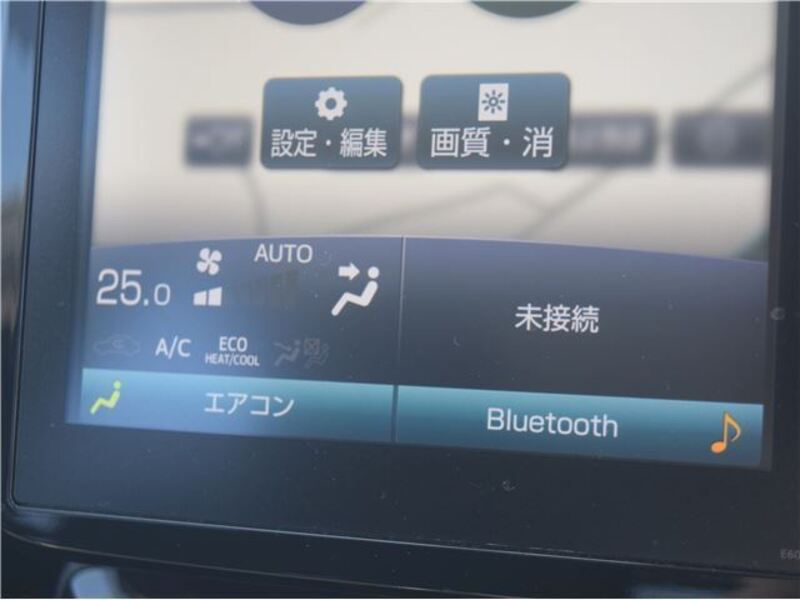 設定・編集
画質・消
AUTO
25.0
A/C
ECO
HEAT/COOL
未接続
エアコン
Bluetooth